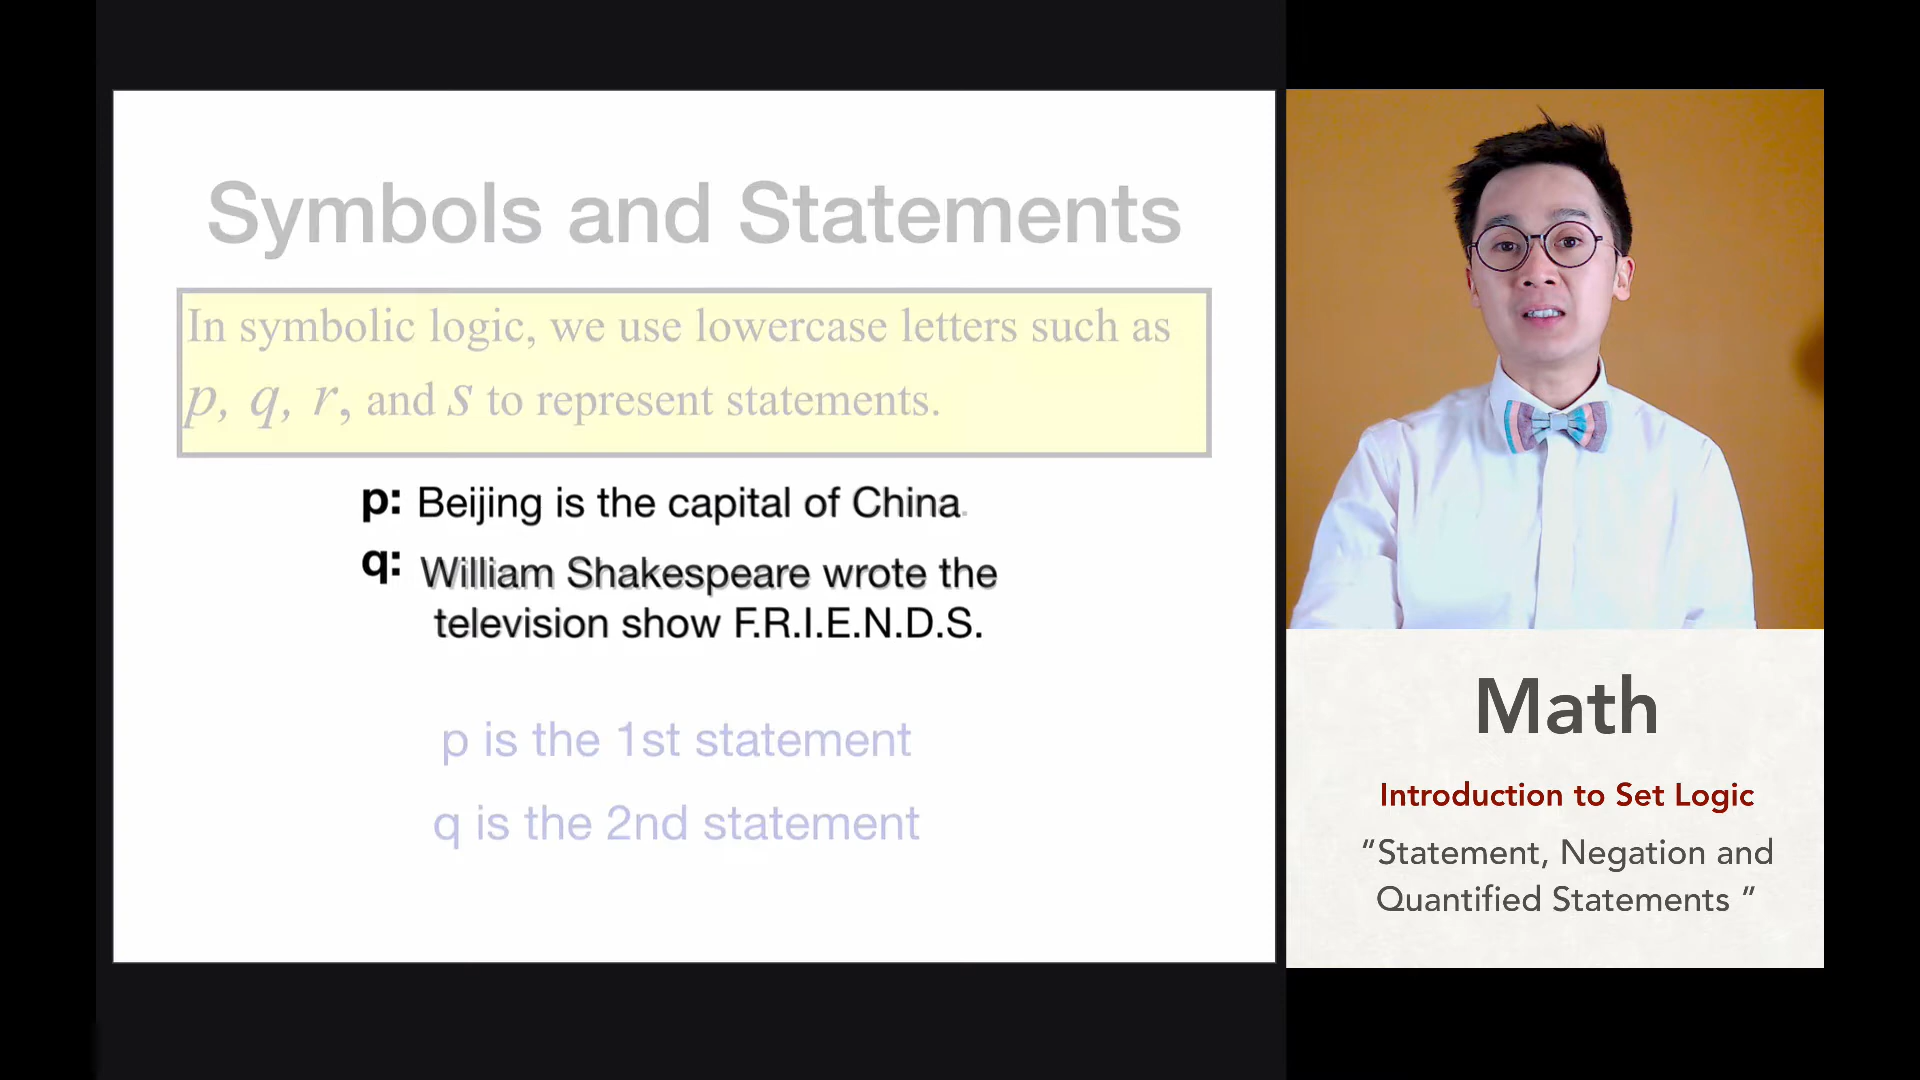 Symbols and Statements
In symbolic logic, we use lowercase letters such as
p, q, r, and s to represent statements.
p: Beijing is the capital of China.
q: William Shakespeare wrote the
television show F.R.I.E.N.D.S.
p is the 1st statement
q is the 2nd statement
Math
Introduction to Set Logic
“Statement, Negation and
Quantified Statements ”